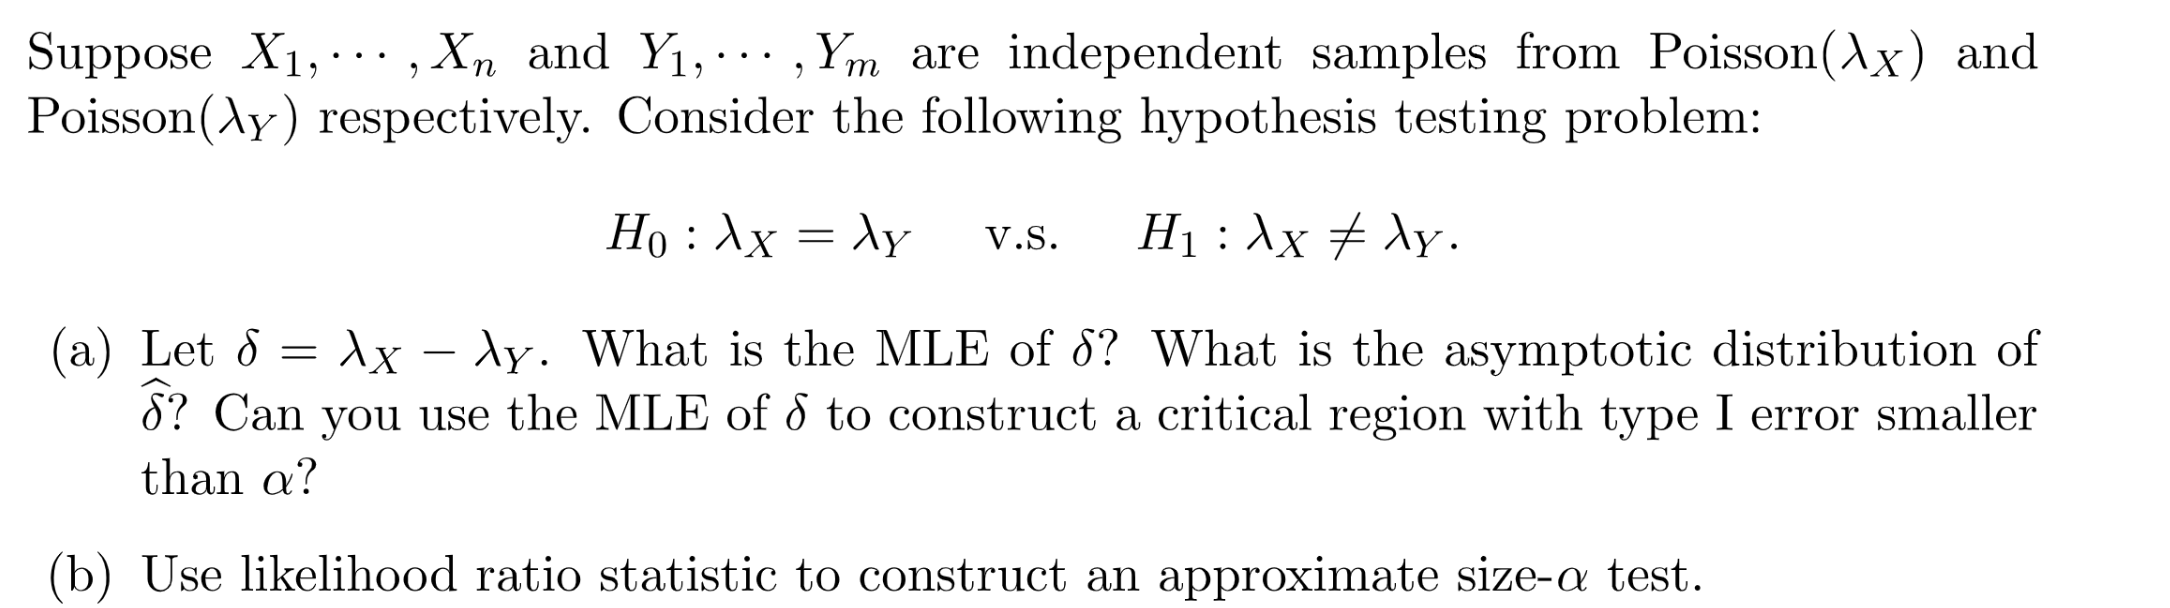 Suppose $X_1, \cdots, X_n$ and $Y_1, \cdots, Y_m$ are independent samples from Poisson($\lambda_X$) and
Poisson($\lambda_Y$) respectively. Consider the following hypothesis testing problem:
$H_0 : \lambda_X = \lambda_Y$ v.s. $H_1 : \lambda_X \neq \lambda_Y$.
(a) Let $\delta = \lambda_X - \lambda_Y$. What is the MLE of $\delta$? What is the asymptotic distribution of
$\widehat{\delta}$? Can you use the MLE of $\delta$ to construct a critical region with type I error smaller
than $\alpha$?
(b) Use likelihood ratio statistic to construct an approximate size-$\alpha$ test.